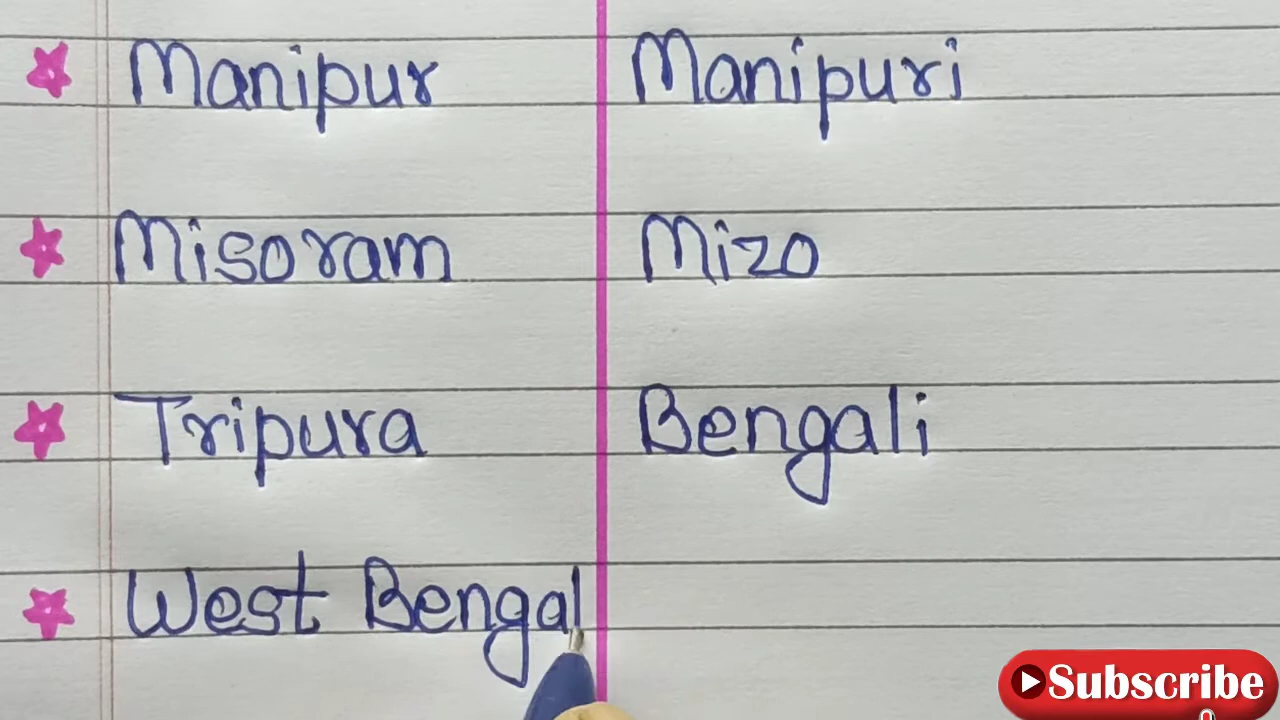 Manipur Manipuri
Misoram Mizo
Tripura Bengali
West Bengal
Subscribe